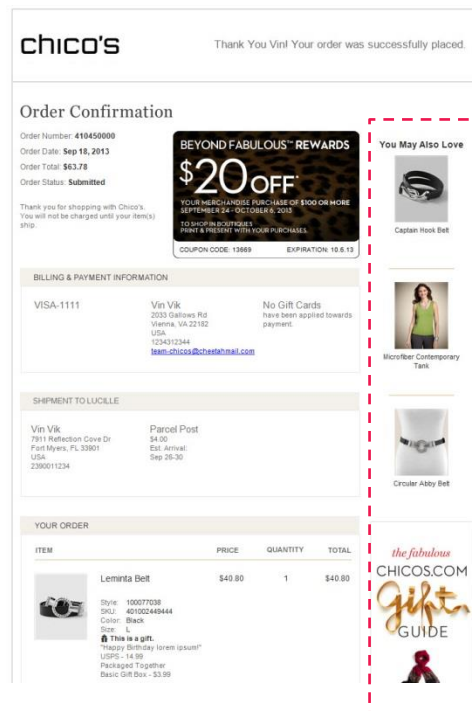 chico's
Thank You Vin! Your order was successfully placed.
Order Confirmation
Order Number: 410450000
Order Date: Sep 18, 2013
Order Total: $63.78
Order Status: Submitted
Thank you for shopping with Chico's.
You will not be charged until your item(s)
ship.
BEYOND FABULOUS™ REWARDS
$20 OFF*
YOUR MERCHANDISE PURCHASE OF $100 OR MORE
SEPTEMBER 24 - OCTOBER 6, 2013
TO SHOP IN BOUTIQUES
PRINT & PRESENT WITH YOUR PURCHASES.
COUPON CODE: 13669 EXPIRATION: 10.6.13
BILLING & PAYMENT INFORMATION
VISA-1111
Vin Vik
2033 Gallows Rd
Vienna, VA 22182
USA
1234312344
team-chicos@cheetahmail.com
No Gift Cards
have been applied towards
payment.
SHIPMENT TO LUCILLE
Vin Vik
7911 Reflection Cove Dr
Fort Myers, FL 33901
USA
2390011234
Parcel Post
$4.00
Est. Arrival:
Sep 26-30
YOUR ORDER
ITEM PRICE QUANTITY TOTAL
Leminta Belt $40.80 1 $40.80
Style: 100077038
SKU: 401002449444
Color: Black
Size: L
This is a gift.
"Happy Birthday lorem ipsum!"
USPS - 14.99
Packaged Together
Basic Gift Box - $3.99
You May Also Love
Captain Hook Belt
Microfiber Contemporary
Tank
Circular Abby Belt
the fabulous
CHICOS.COM
Gift
GUIDE